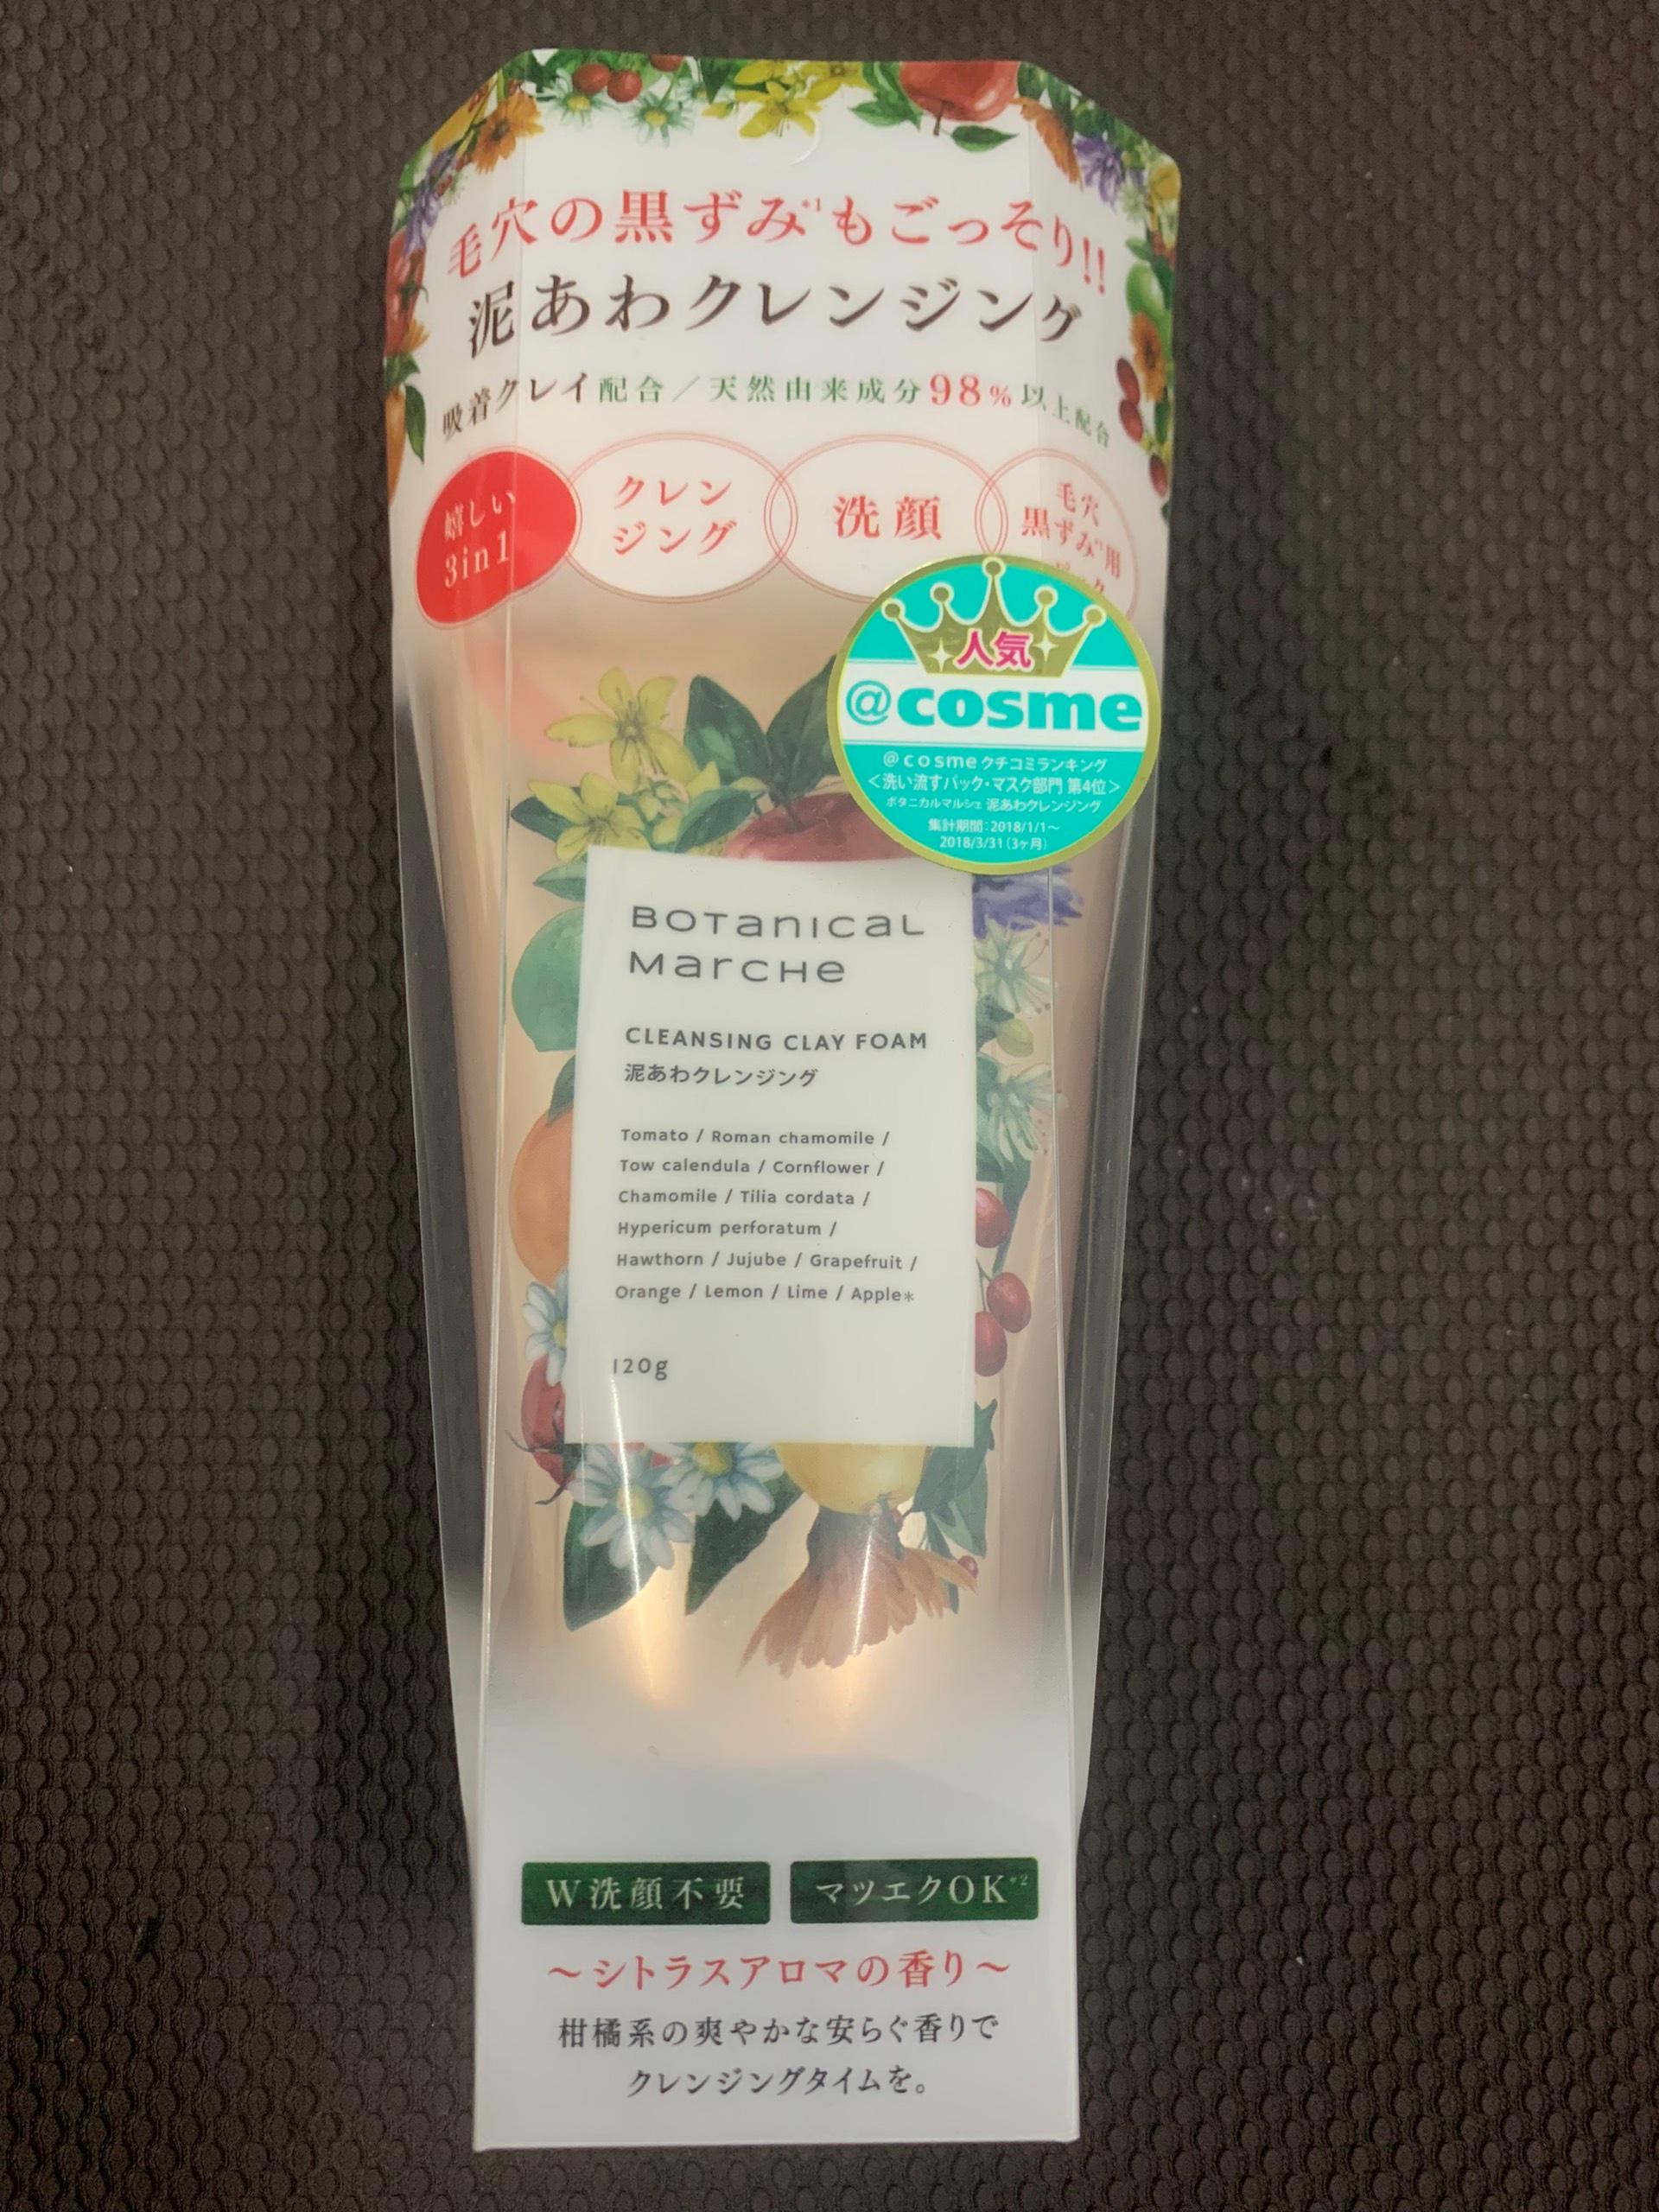 毛穴の黒ずみ*1もごっそり!!
泥あわクレンジング
吸着クレイ配合／天然由来成分98%以上配合
嬉しい
3in1
クレン
ジング
洗顔
毛穴
黒ずみ*1用
人気
@cosme
@cosmeクチコミランキング
＜洗い流すパック・マスク部門 第4位＞
ボタニカルマルシェ 泥あわクレンジング
集計期間：2018/1/1～
2018/3/31（3ヶ月）
BOTANICAL
MARCHE
CLEANSING CLAY FOAM
泥あわクレンジング
Tomato / Roman chamomile /
Tow calendula / Cornflower /
Chamomile / Tilia cordata /
Hypericum perforatum /
Hawthorn / Jujube / Grapefruit /
Orange / Lemon / Lime / Apple*
120g
W洗顔不要
マツエクOK*2
～シトラスアロマの香り～
柑橘系の爽やかな安らぐ香りで
クレンジングタイムを。